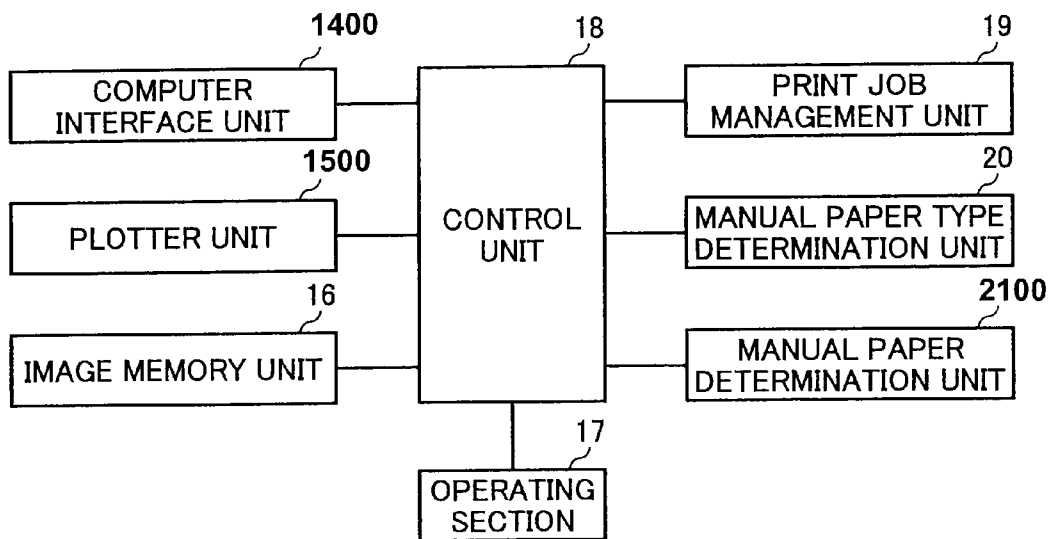 1400
COMPUTER
INTERFACE UNIT
1500
PLOTTER UNIT
16
IMAGE MEMORY UNIT
18
CONTROL
UNIT
17
OPERATING
SECTION
19
PRINT JOB
MANAGEMENT UNIT
20
MANUAL PAPER TYPE
DETERMINATION UNIT
2100
MANUAL PAPER
DETERMINATION UNIT